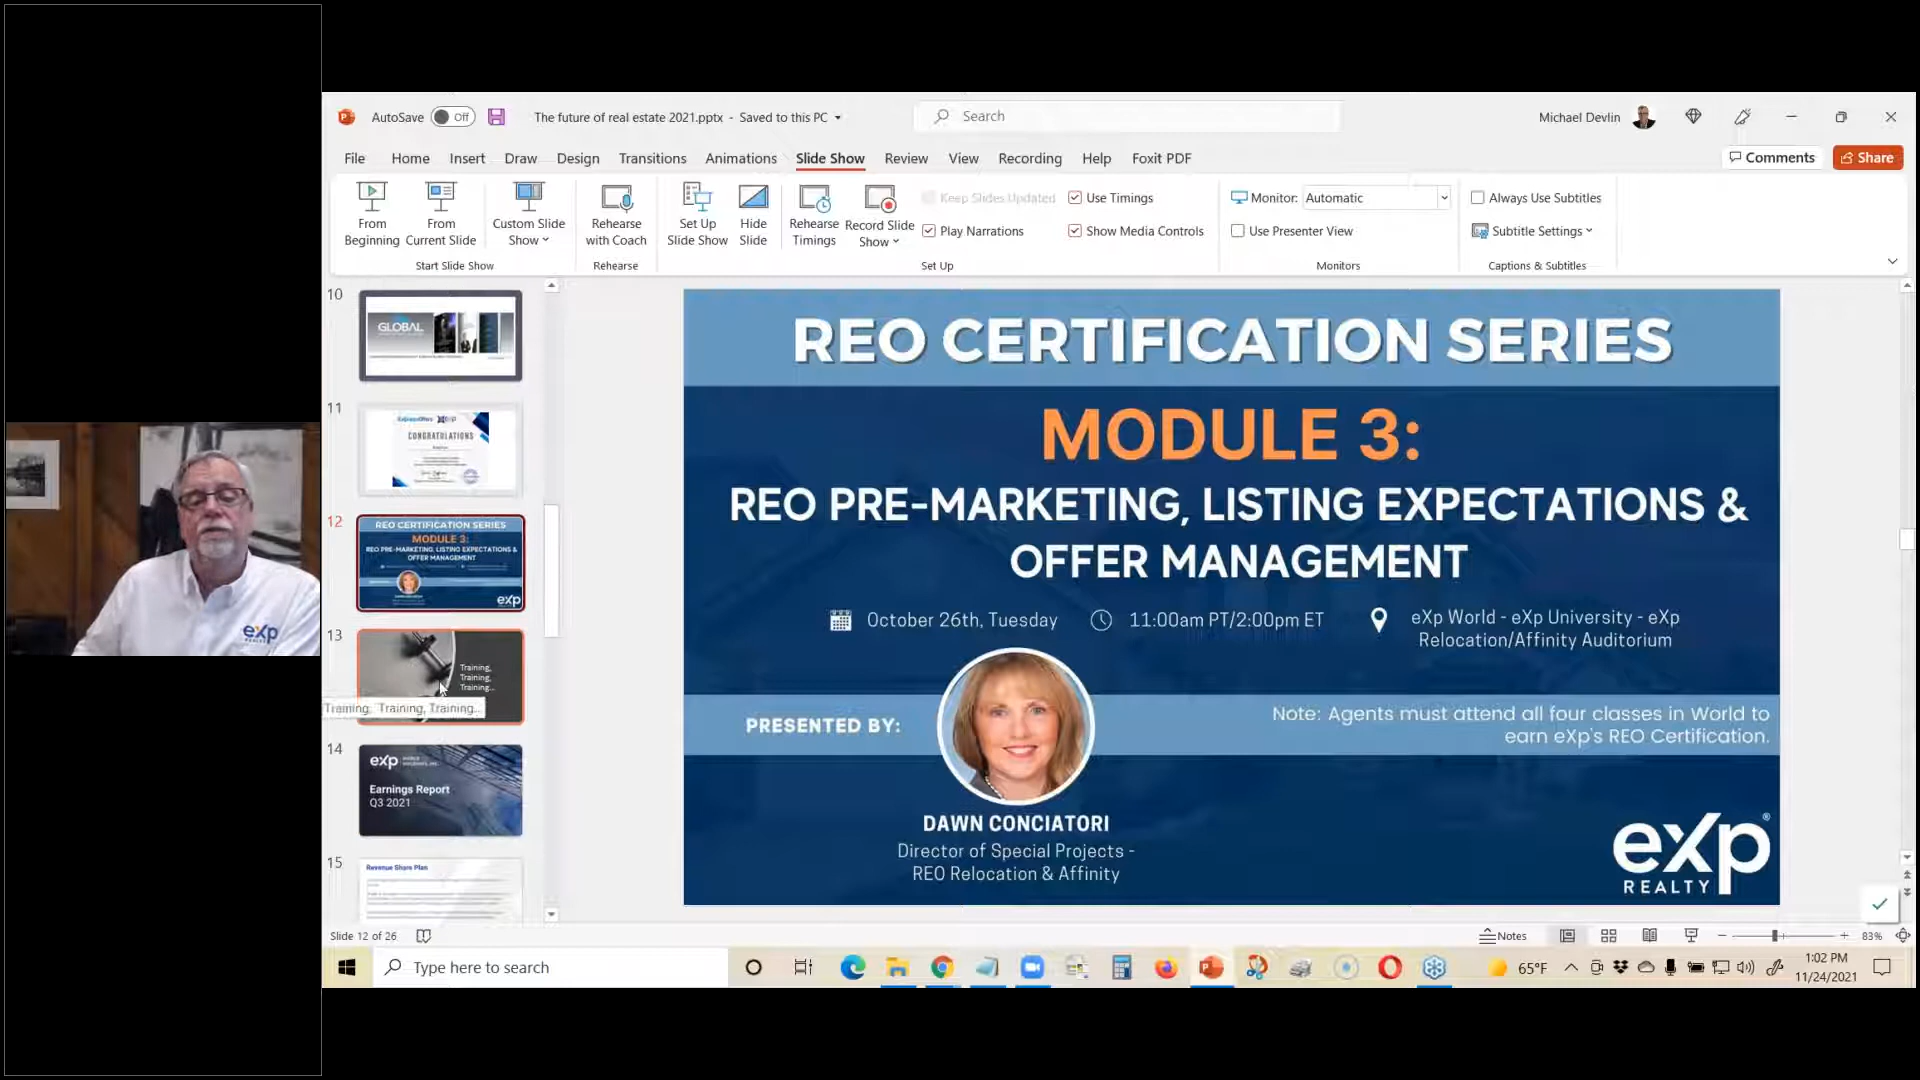 AutoSave Off The future of real estate 2021.pptx - Saved to this PC Search Michael Devlin
File Home Insert Draw Design Transitions Animations Slide Show Review View Recording Help Foxit PDF Comments Share
From Beginning
From Current Slide
Custom Slide Show
Rehearse with Coach
Set Up Slide Show
Hide Slide
Rehearse Timings
Record Slide Show
Keep Slides Updated
Play Narrations
Use Timings
Show Media Controls
Monitor: Automatic
Use Presenter View
Always Use Subtitles
Subtitle Settings
Start Slide Show Rehearse Set Up Monitors Captions & Subtitles
10
GLOBAL
11
CONGRATULATIONS
12
REO CERTIFICATION SERIES
MODULE 3:
REO PRE-MARKETING, LISTING EXPECTATIONS &
OFFER MANAGEMENT
eXp
13
Training,
Training,
Training...
Training, Training, Training...
14
eXp
Earnings Report
Q3 2021
15
Revenue Share Plan
REO CERTIFICATION SERIES
MODULE 3:
REO PRE-MARKETING, LISTING EXPECTATIONS &
OFFER MANAGEMENT
October 26th, Tuesday 11:00am PT/2:00pm ET eXp World - eXp University - eXp
Relocation/Affinity Auditorium
PRESENTED BY:
Note: Agents must attend all four classes in World to
earn eXp's REO Certification.
DAWN CONCIATORI
Director of Special Projects -
REO Relocation & Affinity
eXp
REALTY
eXp
REALTY
Slide 12 of 26 Notes 83%
Type here to search 65°F 1:02 PM
11/24/2021